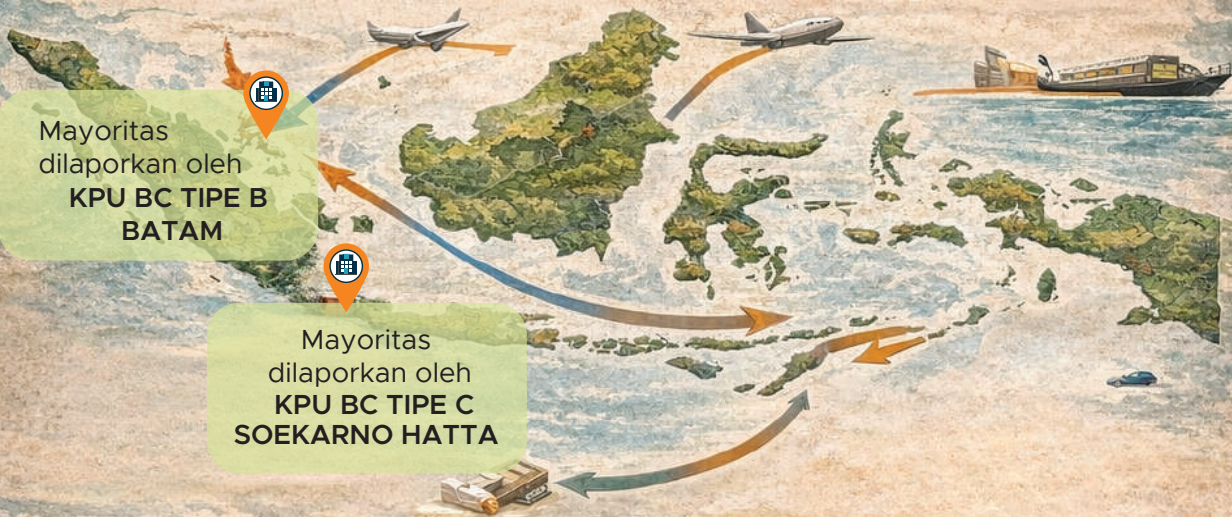 Mayoritas
dilaporkan oleh
KPU BC TIPE B
BATAM
Mayoritas
dilaporkan oleh
KPU BC TIPE C
SOEKARNO HATTA